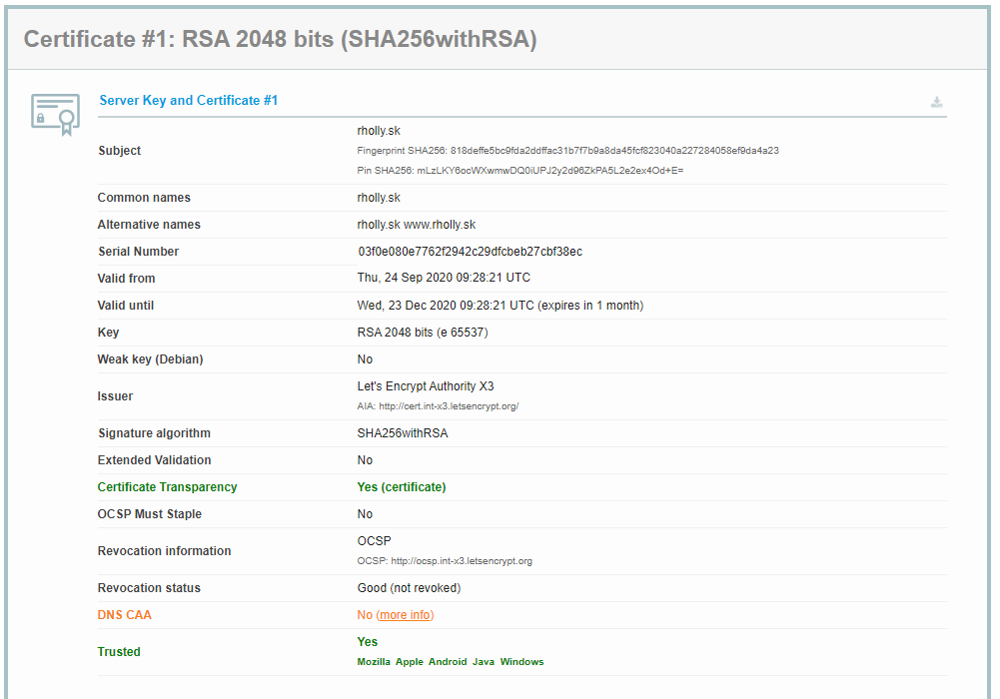 Certificate #1: RSA 2048 bits (SHA256withRSA)
Server Key and Certificate #1
Subject
rholly.sk
Fingerprint SHA256: 818deffe5bc9fda2ddffac31b7f7b9a8da45fcf823040a227284058ef9da4a23
Pin SHA256: mLzLKY6ocWXwmwDQ0iUPJ2y2d96ZkPA5L2e2ex4Od+E=
Common names rholly.sk
Alternative names rholly.sk www.rholly.sk
Serial Number 03f0e080e7762f2942c29dfcbeb27cbf38ec
Valid from Thu, 24 Sep 2020 09:28:21 UTC
Valid until Wed, 23 Dec 2020 09:28:21 UTC (expires in 1 month)
Key RSA 2048 bits (e 65537)
Weak key (Debian) No
Issuer
Let's Encrypt Authority X3
AIA: http://cert.int-x3.letsencrypt.org/
Signature algorithm SHA256withRSA
Extended Validation No
Certificate Transparency Yes (certificate)
OCSP Must Staple No
Revocation information
OCSP
OCSP: http://ocsp.int-x3.letsencrypt.org
Revocation status Good (not revoked)
DNS CAA No (more info)
Trusted
Yes
Mozilla Apple Android Java Windows